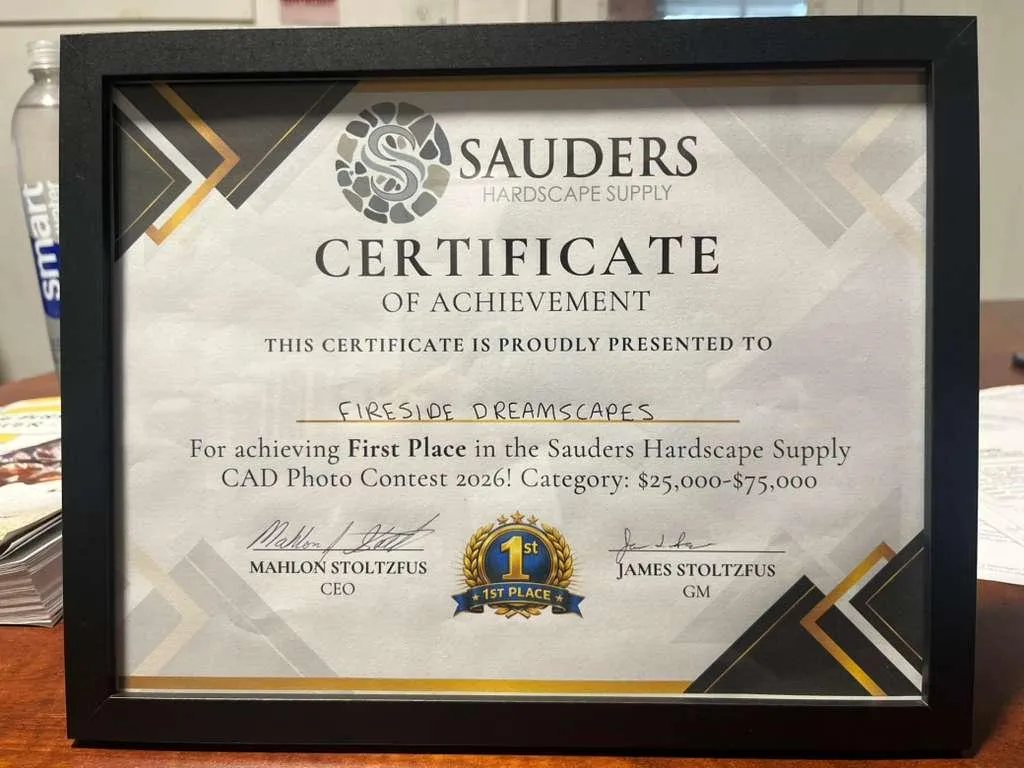 smart
water
S
SAUDERS
HARDSCAPE SUPPLY
CERTIFICATE
OF ACHIEVEMENT
THIS CERTIFICATE IS PROUDLY PRESENTED TO
FIRESIDE DREAMSCAPES
For achieving First Place in the Sauders Hardscape Supply
CAD Photo Contest 2026! Category: $25,000-$75,000
MAHLON STOLTZFUS
CEO
1st
★ 1ST PLACE ★
JAMES STOLTZFUS
GM